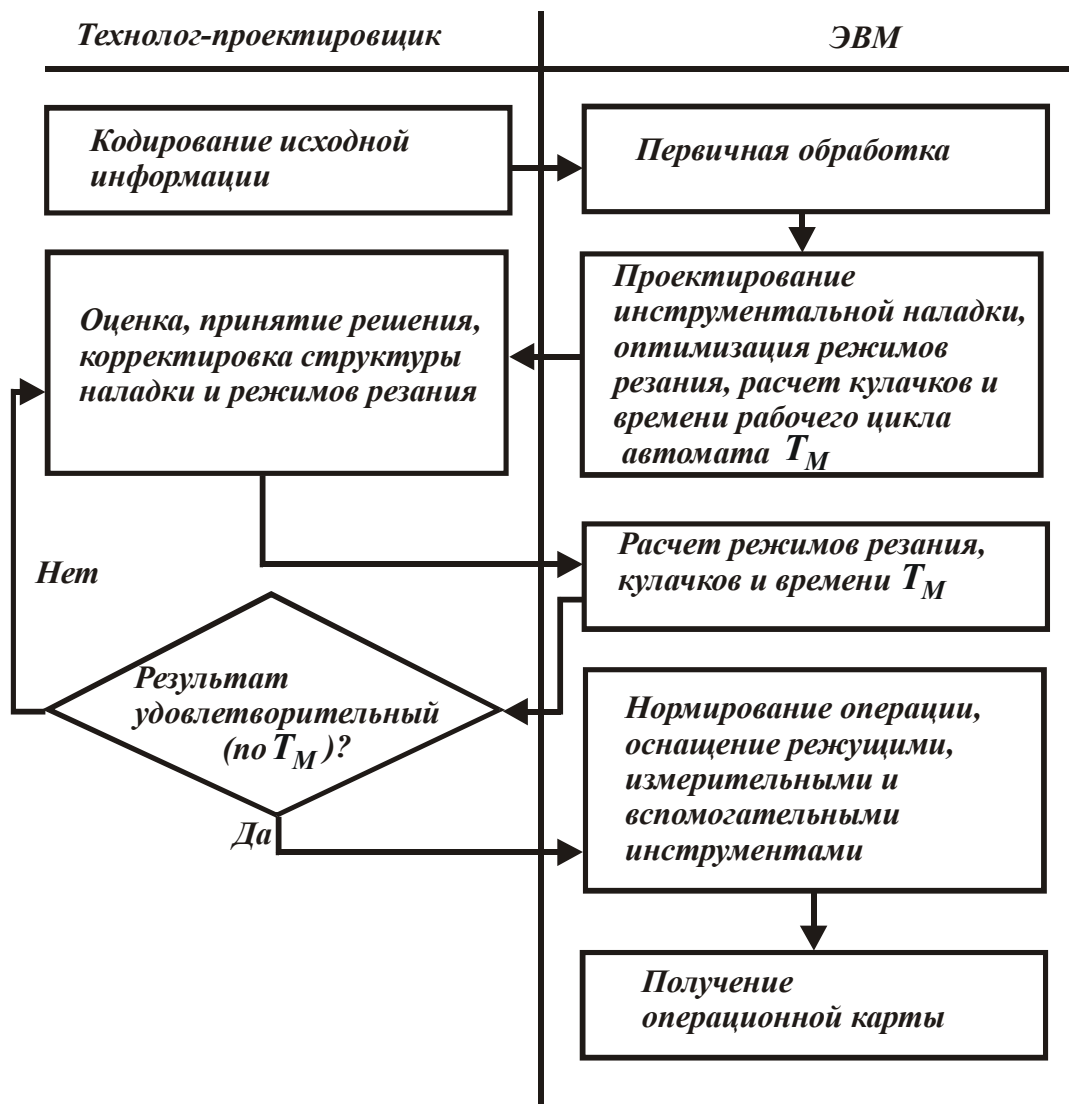 Технолог-проектировщик
ЭВМ
Кодирование исходной
информации
Первичная обработка
Проектирование
инструментальной наладки,
оптимизация режимов
резания, расчет кулачков и
времени рабочего цикла
автомата T_M
Оценка, принятие решения,
корректировка структуры
наладки и режимов резания
Расчет режимов резания,
кулачков и времени T_M
Нет
Результат
удовлетворительный
(по T_M)?
Да
Нормирование операции,
оснащение режущими,
измерительными и
вспомогательными
инструментами
Получение
операционной карты